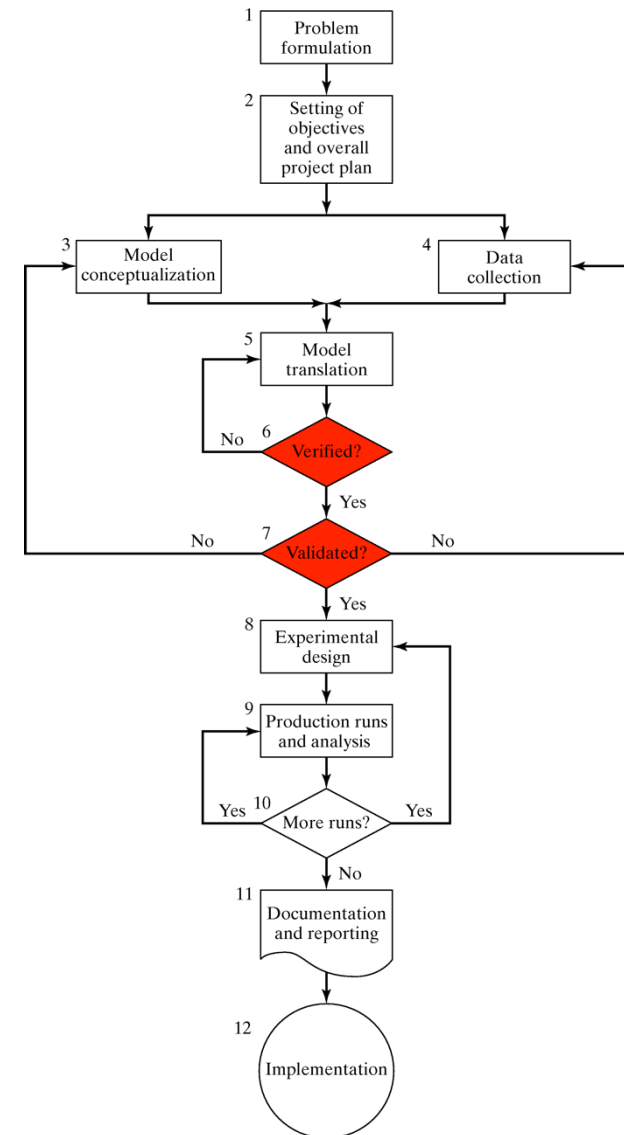 1
Problem
formulation
2
Setting of
objectives
and overall
project plan
3
Model
conceptualization
4
Data
collection
5
Model
translation
6
No
Verified?
Yes
7
No
Validated?
No
Yes
8
Experimental
design
9
Production runs
and analysis
10
Yes
More runs?
Yes
No
11
Documentation
and reporting
12
Implementation